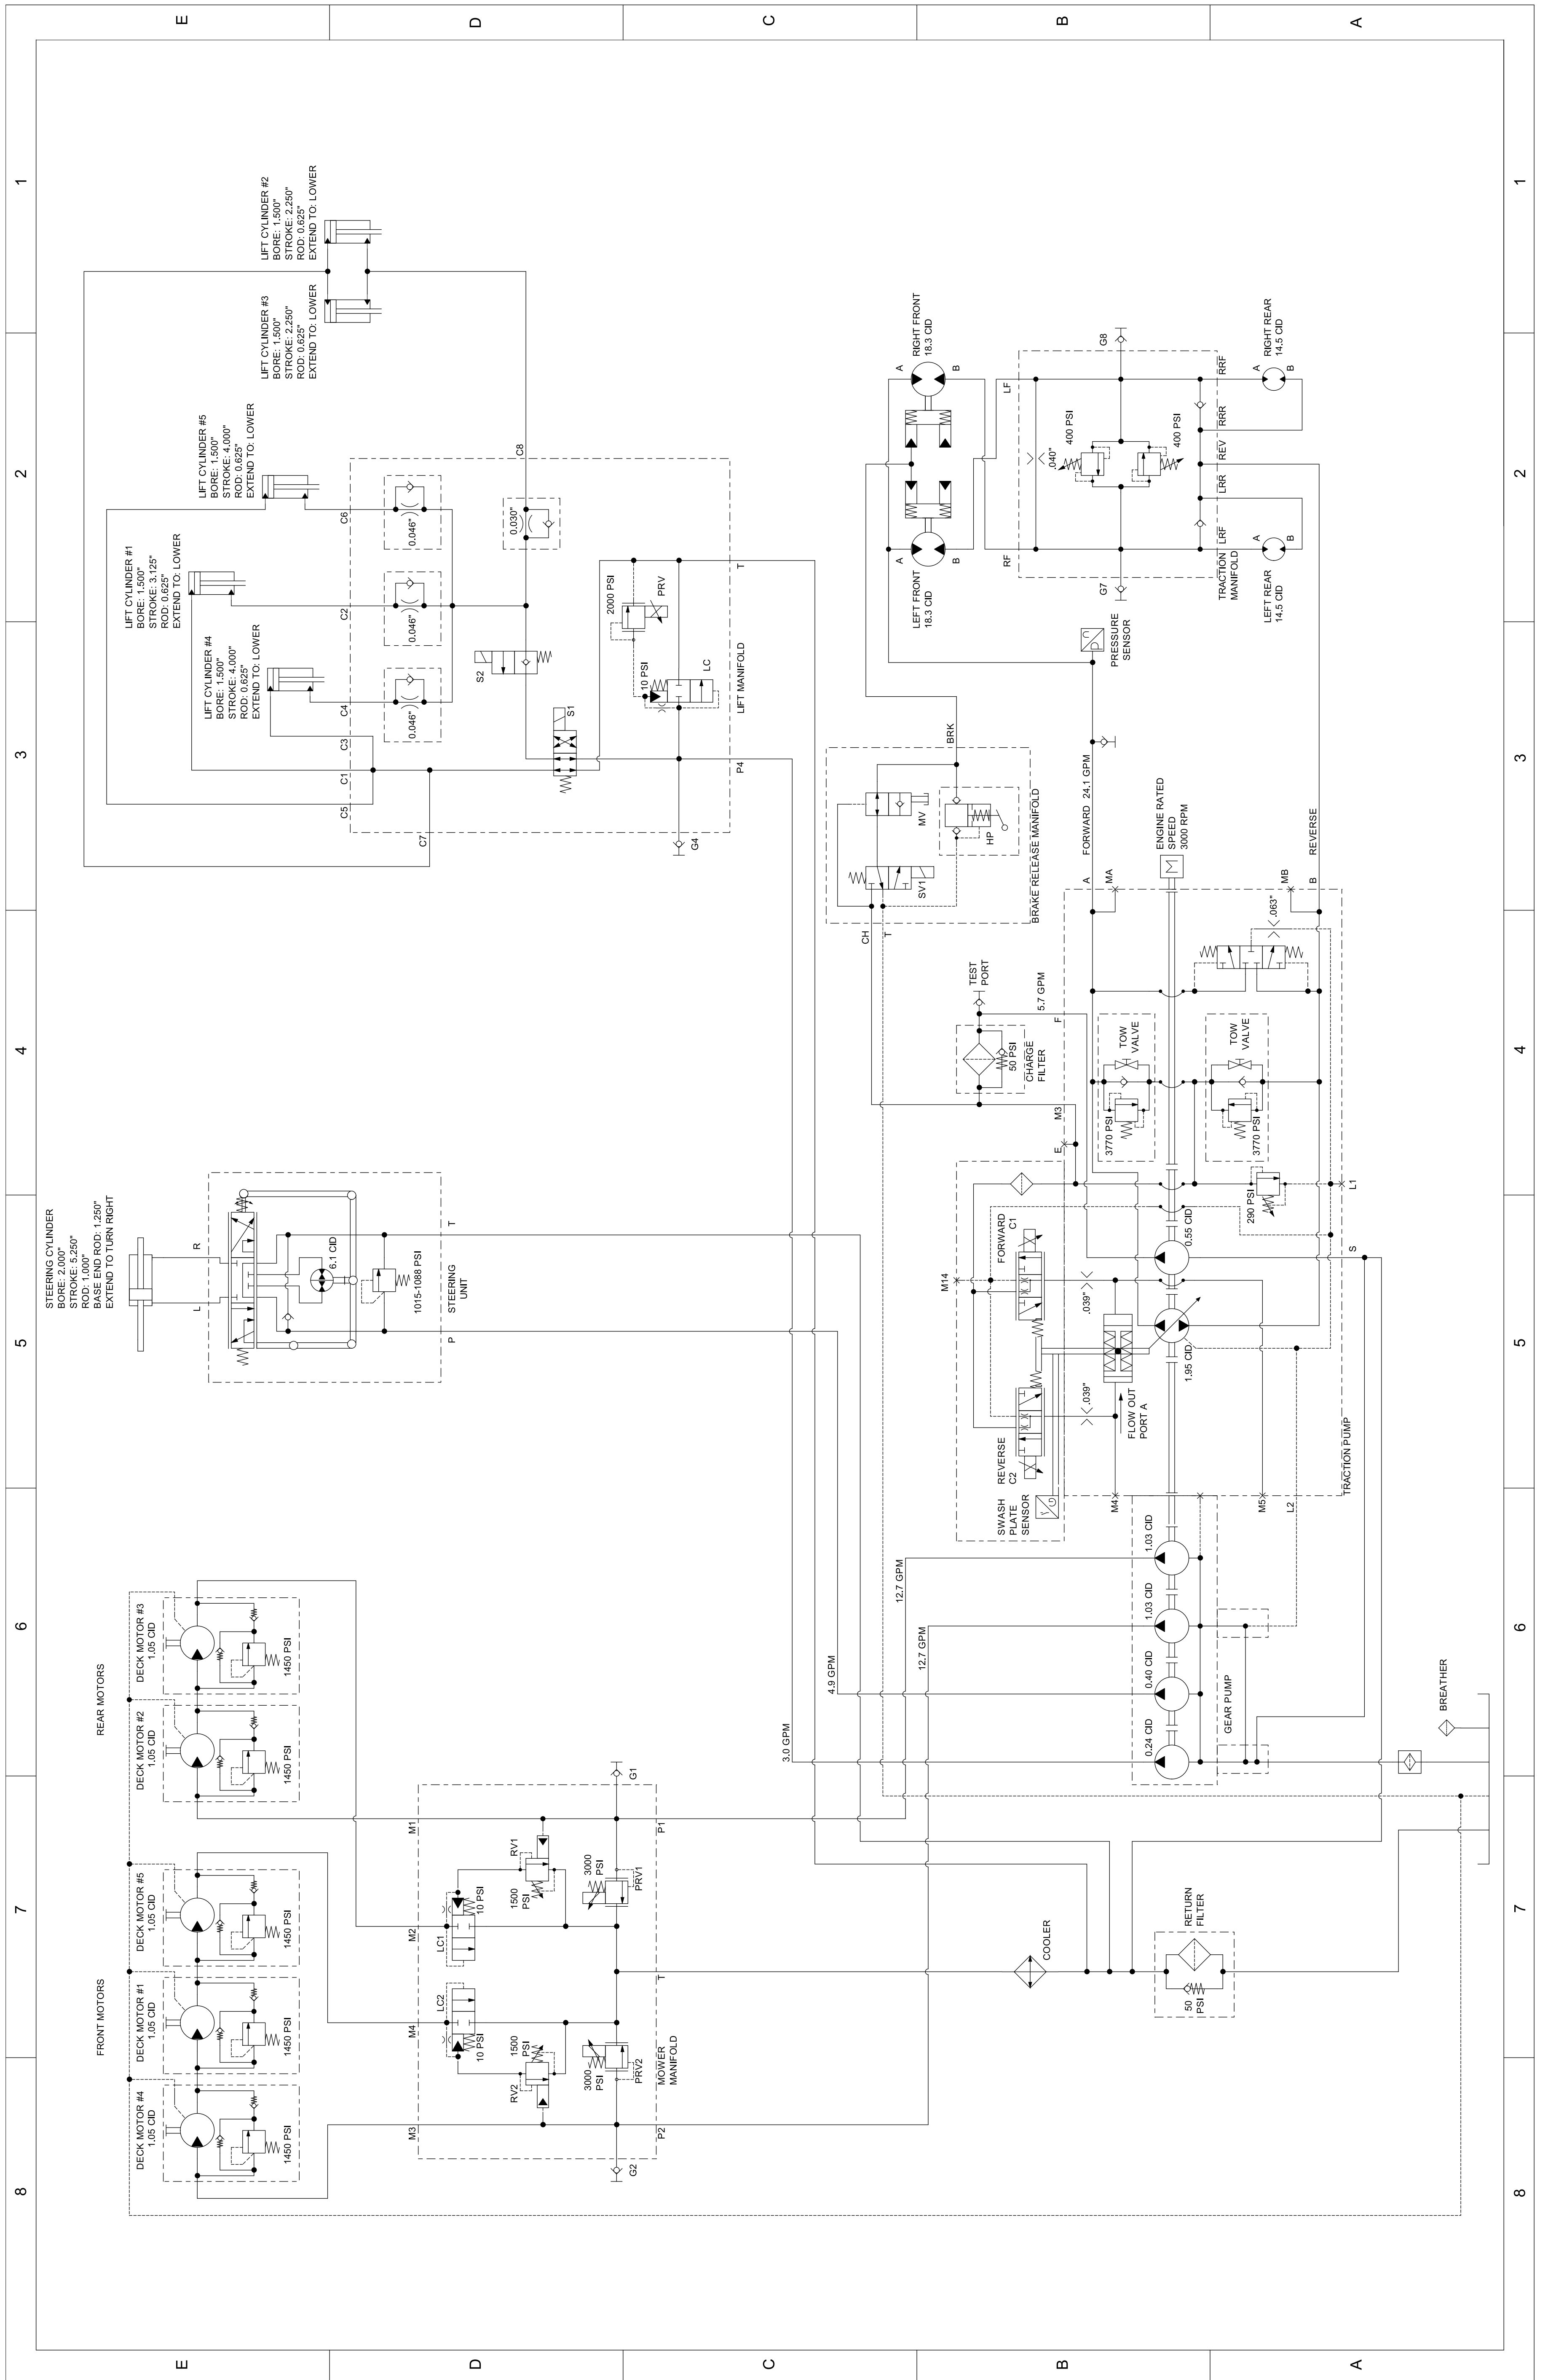 8
7
6
5
4
3
2
1
E
D
C
B
A
FRONT MOTORS
REAR MOTORS
DECK MOTOR #4
1.05 CID
1450 PSI
DECK MOTOR #1
1.05 CID
1450 PSI
DECK MOTOR #5
1.05 CID
1450 PSI
DECK MOTOR #2
1.05 CID
1450 PSI
DECK MOTOR #3
1.05 CID
1450 PSI
M3
M4
M2
M1
LC2
LC1
10 PSI
10 PSI
RV2
1500
PSI
1500
PSI
RV1
3000
PSI
PRV2
3000
PSI
PRV1
G2
G1
P2
T
P1
MOWER
MANIFOLD
STEERING CYLINDER
BORE: 2.000"
STROKE: 5.250"
ROD: 1.000"
BASE END ROD: 1.250"
EXTEND TO TURN RIGHT
L
R
6.1 CID
1015-1088 PSI
P
T
STEERING
UNIT
LIFT CYLINDER #4
BORE: 1.500"
STROKE: 4.000"
ROD: 0.625"
EXTEND TO: LOWER
LIFT CYLINDER #1
BORE: 1.500"
STROKE: 3.125"
ROD: 0.625"
EXTEND TO: LOWER
LIFT CYLINDER #5
BORE: 1.500"
STROKE: 4.000"
ROD: 0.625"
EXTEND TO: LOWER
LIFT CYLINDER #3
BORE: 1.500"
STROKE: 2.250"
ROD: 0.625"
EXTEND TO: LOWER
LIFT CYLINDER #2
BORE: 1.500"
STROKE: 2.250"
ROD: 0.625"
EXTEND TO: LOWER
C7
C5
C1
C3
C4
C2
C6
C8
0.046"
0.046"
0.046"
0.030"
S2
S1
2000 PSI
PRV
10 PSI
LC
G4
P4
T
LIFT MANIFOLD
3.0 GPM
4.9 GPM
12.7 GPM
12.7 GPM
COOLER
50
PSI
RETURN
FILTER
BREATHER
0.24 CID
0.40 CID
1.03 CID
1.03 CID
GEAR PUMP
SWASH
PLATE
SENSOR
REVERSE
C2
FORWARD
C1
M14
.039"
.039"
FLOW OUT
PORT A
M4
M5
L2
1.95 CID
0.55 CID
TRACTION PUMP
S
L1
290 PSI
E
M3
F
5.7 GPM
50 PSI
CHARGE
FILTER
TEST
PORT
3770 PSI
TOW
VALVE
3770 PSI
TOW
VALVE
.063"
A
MA
MB
B
CH
T
SV1
MV
HP
BRK
BRAKE RELEASE MANIFOLD
FORWARD 24.1 GPM
REVERSE
M
ENGINE RATED
SPEED
3000 RPM
PRESSURE
SENSOR
LEFT FRONT
18.3 CID
A
B
RIGHT FRONT
18.3 CID
A
B
RF
LF
.040"
400 PSI
400 PSI
G7
G8
LRF
LRR
REV
RRR
RRF
TRACTION
MANIFOLD
LEFT REAR
14.5 CID
A
B
RIGHT REAR
14.5 CID
A
B
E
D
C
B
A
8
7
6
5
4
3
2
1